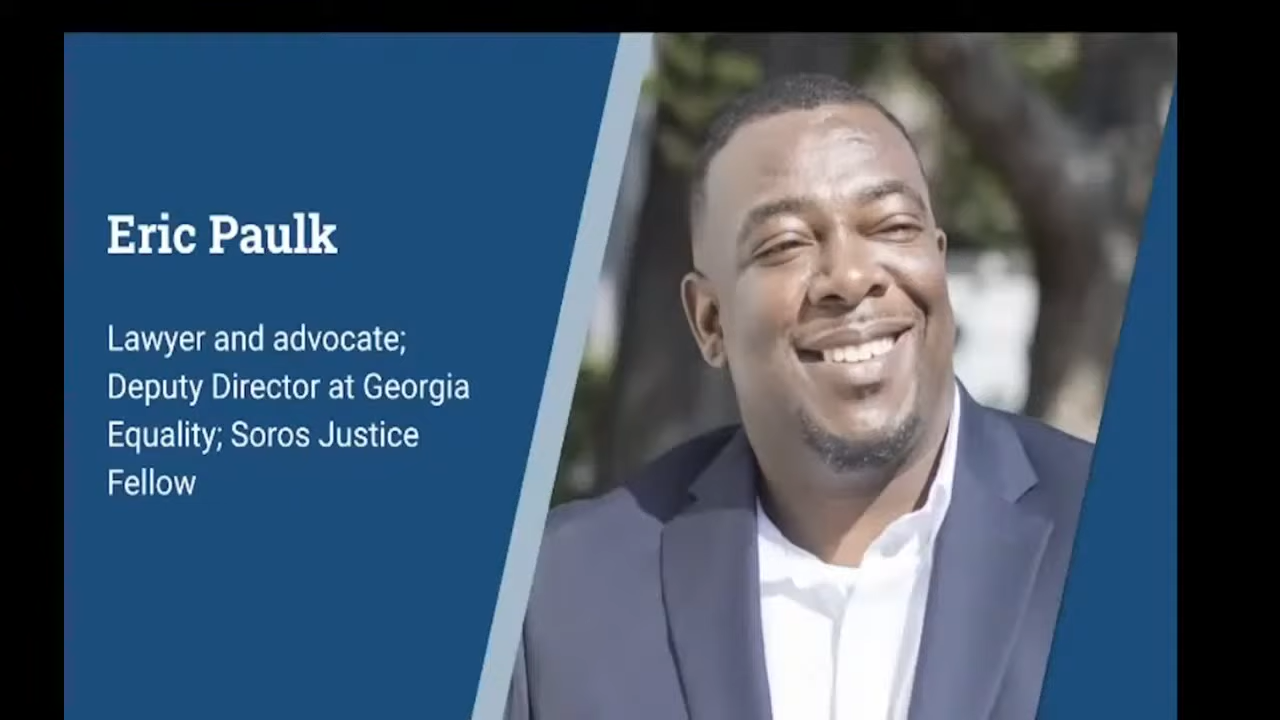 Eric Paulk
Lawyer and advocate;
Deputy Director at Georgia
Equality; Soros Justice
Fellow